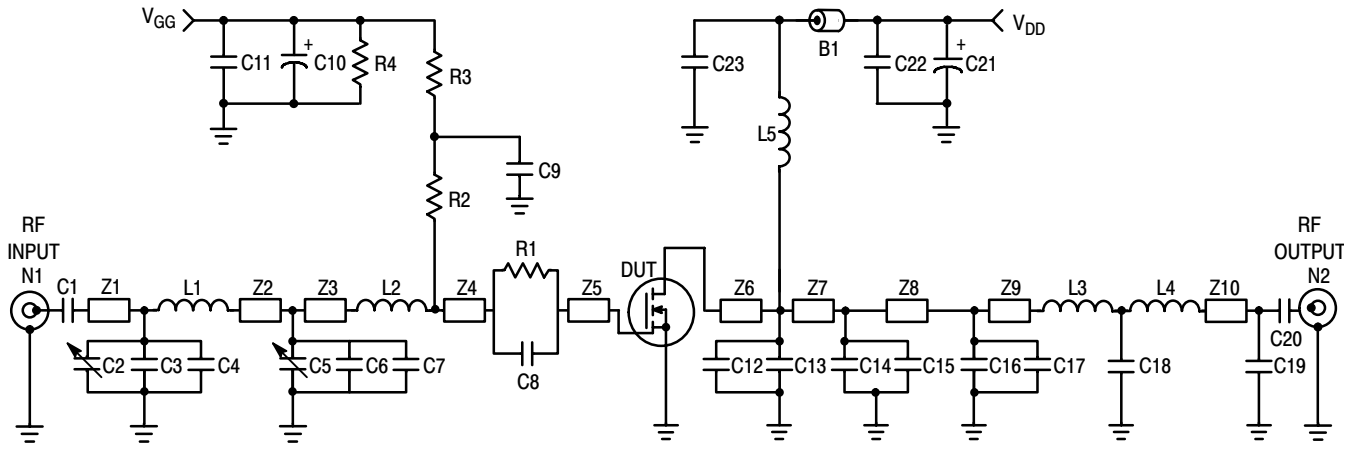 VGG
C11
+
C10
R4
R3
C9
R2
C23
B1
C22
+
C21
VDD
L5
RF
INPUT
N1
C1
Z1
L1
Z2
Z3
L2
Z4
R1
C8
Z5
DUT
Z6
Z7
Z8
Z9
L3
L4
Z10
RF
OUTPUT
N2
C20
C2
C3
C4
C5
C6
C7
C12
C13
C14
C15
C16
C17
C18
C19